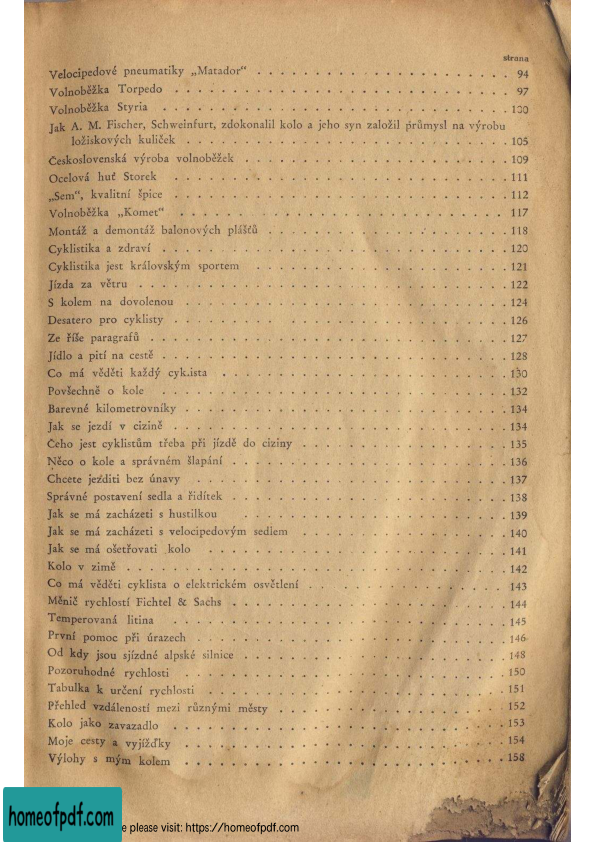 strana
Velocipedové pneumatiky „Matador“ . . . . . . . . . . . . . . . . . . . . . . 94
Volnoběžka Torpedo . . . . . . . . . . . . . . . . . . . . . . . . . . . . . 97
Volnoběžka Styria . . . . . . . . . . . . . . . . . . . . . . . . . . . . . . 100
Jak A. M. Fischer, Schweinfurt, zdokonalil kolo a jeho syn založil průmysl na výrobu
ložiskových kuliček . . . . . . . . . . . . . . . . . . . . . . . . . . . . 105
Československá výroba volnoběžek . . . . . . . . . . . . . . . . . . . . . . . 109
Ocelová huť Storek . . . . . . . . . . . . . . . . . . . . . . . . . . . . . 111
„Sem“, kvalitní špice . . . . . . . . . . . . . . . . . . . . . . . . . . . . 112
Volnoběžka „Komet“ . . . . . . . . . . . . . . . . . . . . . . . . . . . . . 117
Montáž a demontáž balonových plášťů . . . . . . . . . . . . . . . . . . . . . 118
Cyklistika a zdraví . . . . . . . . . . . . . . . . . . . . . . . . . . . . . 120
Cyklistika jest královským sportem . . . . . . . . . . . . . . . . . . . . . . 121
Jízda za větru . . . . . . . . . . . . . . . . . . . . . . . . . . . . . . . 122
S kolem na dovolenou . . . . . . . . . . . . . . . . . . . . . . . . . . . . 124
Desatero pro cyklisty . . . . . . . . . . . . . . . . . . . . . . . . . . . . 126
Ze říše paragrafů . . . . . . . . . . . . . . . . . . . . . . . . . . . . . . 127
Jídlo a pití na cestě . . . . . . . . . . . . . . . . . . . . . . . . . . . . 128
Co má věděti každý cyk.ista . . . . . . . . . . . . . . . . . . . . . . . . . 130
Povšechně o kole . . . . . . . . . . . . . . . . . . . . . . . . . . . . . . 132
Barevné kilometrovníky . . . . . . . . . . . . . . . . . . . . . . . . . . . 134
Jak se jezdí v cizině . . . . . . . . . . . . . . . . . . . . . . . . . . . . 134
Čeho jest cyklistům třeba při jízdě do ciziny . . . . . . . . . . . . . . . . . 135
Něco o kole a správném šlapání . . . . . . . . . . . . . . . . . . . . . . . . 136
Chcete jezditi bez únavy . . . . . . . . . . . . . . . . . . . . . . . . . . 137
Správné postavení sedla a řidítek . . . . . . . . . . . . . . . . . . . . . . 138
Jak se má zacházeti s hustilkou . . . . . . . . . . . . . . . . . . . . . . . 139
Jak se má zacházeti s velocipedovým sedlem . . . . . . . . . . . . . . . . . . 140
Jak se má ošetřovati kolo . . . . . . . . . . . . . . . . . . . . . . . . . . 141
Kolo v zimě . . . . . . . . . . . . . . . . . . . . . . . . . . . . . . . . . 142
Co má věděti cyklista o elektrickém osvětlení . . . . . . . . . . . . . . . . . 143
Měnič rychlostí Fichtel & Sachs . . . . . . . . . . . . . . . . . . . . . . . 144
Temperovaná litina . . . . . . . . . . . . . . . . . . . . . . . . . . . . . 145
První pomoc při úrazech . . . . . . . . . . . . . . . . . . . . . . . . . . . 146
Od kdy jsou sjízdné alpské silnice . . . . . . . . . . . . . . . . . . . . . . 148
Pozoruhodné rychlosti . . . . . . . . . . . . . . . . . . . . . . . . . . . . 150
Tabulka k určení rychlosti . . . . . . . . . . . . . . . . . . . . . . . . . . 151
Přehled vzdáleností mezi různými městy . . . . . . . . . . . . . . . . . . . . 152
Kolo jako zavazadlo . . . . . . . . . . . . . . . . . . . . . . . . . . . . . 153
Moje cesty a vyjížďky . . . . . . . . . . . . . . . . . . . . . . . . . . . . 154
Výlohy s mým kolem . . . . . . . . . . . . . . . . . . . . . . . . . . . . . 158
homeofpdf.com
e please visit: https://homeofpdf.com